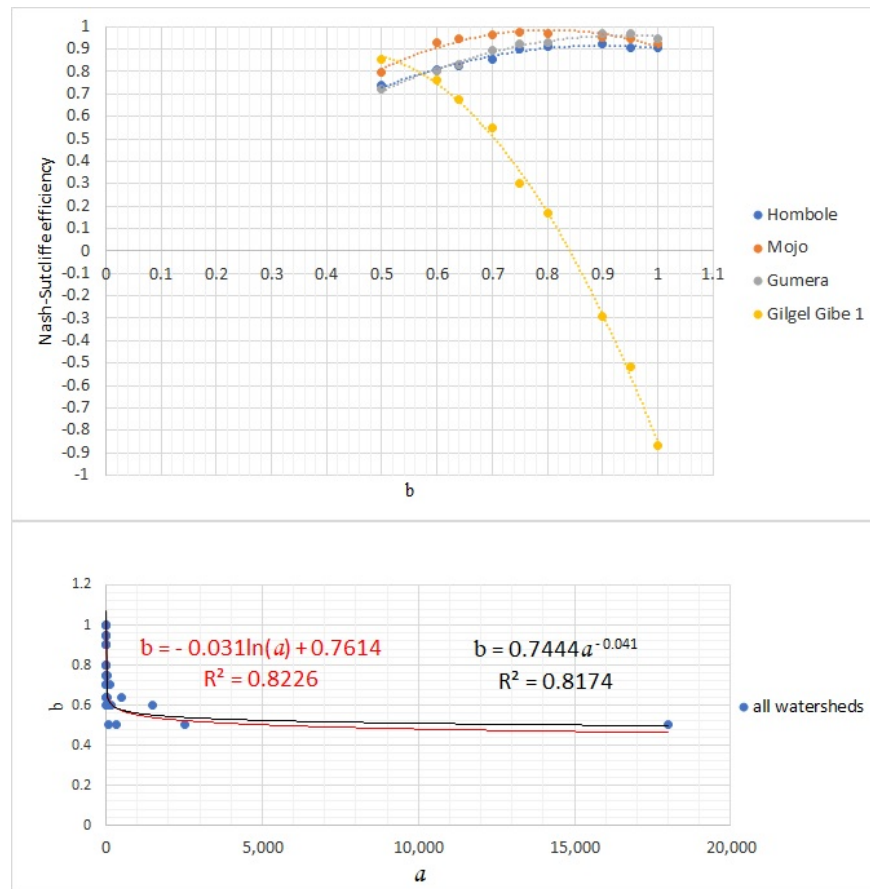 1
0.9
0.8
0.7
0.6
0.5
0.4
0.3
0.2
0.1
0
-0.1
-0.2
-0.3
-0.4
-0.5
-0.6
-0.7
-0.8
-0.9
-1
Nash-Sutcliffe efficiency
0 0.1 0.2 0.3 0.4 0.5 0.6 0.7 0.8 0.9 1 1.1
b
Hombole
Mojo
Gumera
Gilgel Gibe 1
1.2
1
0.8
0.6
0.4
0.2
0
b
b = - 0.031ln(a) + 0.7614
R² = 0.8226
b = 0.7444a^-0.041
R² = 0.8174
all watersheds
0 5,000 10,000 15,000 20,000
a